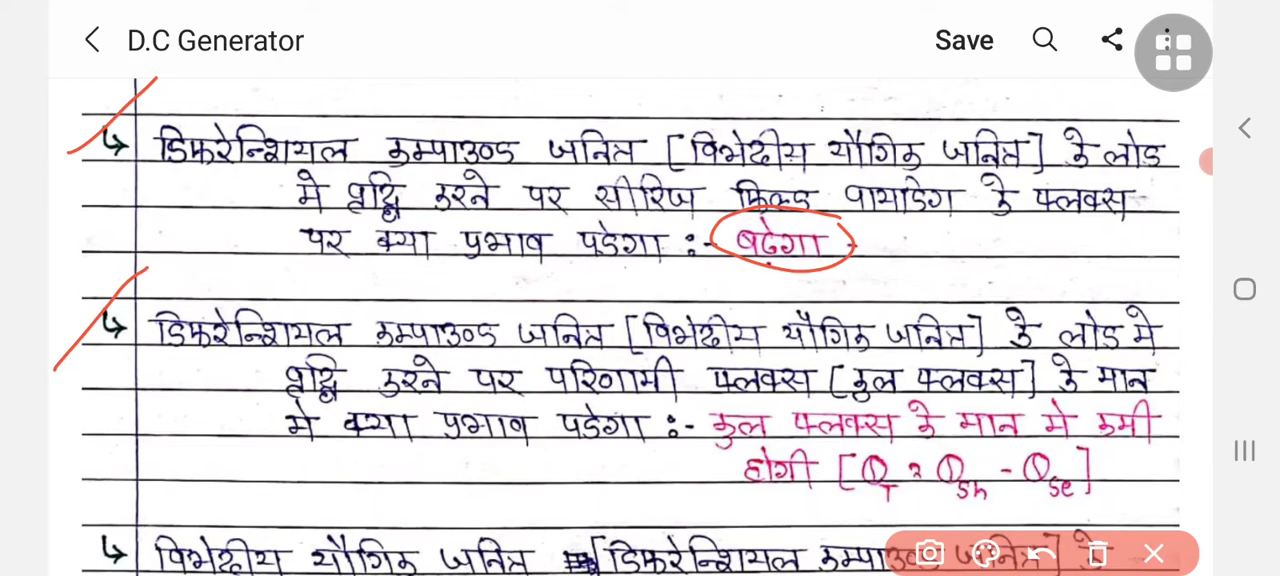 D.C Generator
Save
↳ डिफरेन्शियल कम्पाउण्ड जनित्र [विभेदीय यौगिक जनित्र] के लोड
मे वृद्धि करने पर सीरिज फिल्ड वायडिंग के फ्लक्स
पर क्या प्रभाव पडेगा :- बढेगा -
↳ डिफरेन्शियल कम्पाउण्ड जनित्र [विभेदीय यौगिक जनित्र] के लोड मे
वृद्धि करने पर परिणामी फ्लक्स [कुल फ्लक्स] के मान
मे क्या प्रभाव पडेगा :- कुल फ्लक्स के मान मे कमी
होगी [ΦT = Φsh - Φse]
↳ विभेदीय यौगिक जनित्र [डिफरेन्शियल कम्पाउण्ड जनित्र] के